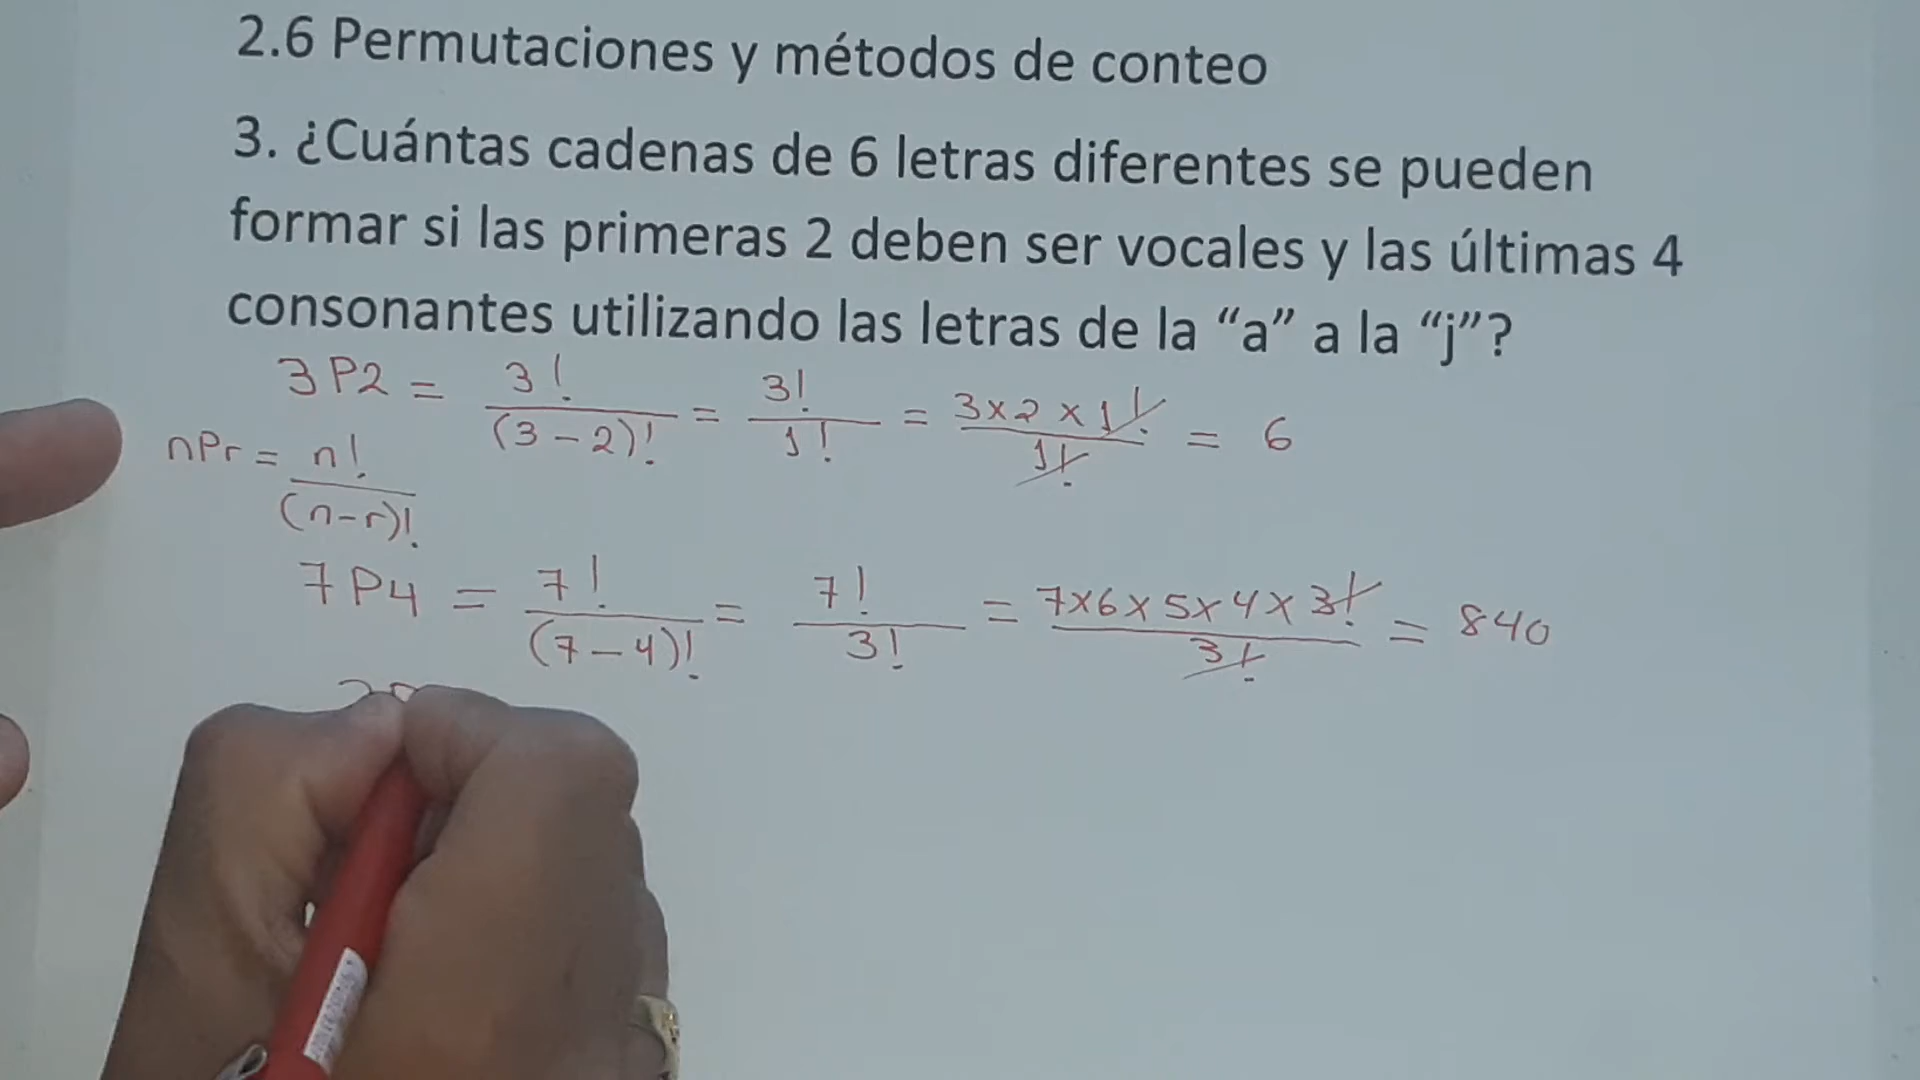 2.6 Permutaciones y métodos de conteo
3. ¿Cuántas cadenas de 6 letras diferentes se pueden
formar si las primeras 2 deben ser vocales y las últimas 4
consonantes utilizando las letras de la “a” a la “j”?
3P2 = 3! / (3-2)! = 3! / 1! = 3x2x1! / 1! = 6
nPr = n! / (n-r)!
7P4 = 7! / (7-4)! = 7! / 3! = 7x6x5x4x3! / 3! = 840